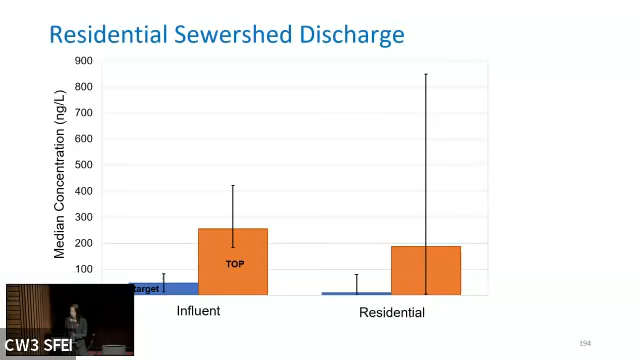 Residential Sewershed Discharge
Median Concentration (ng/L)
900
800
700
600
500
400
300
200
100
target
TOP
Influent
Residential
CW3 SFEI
194